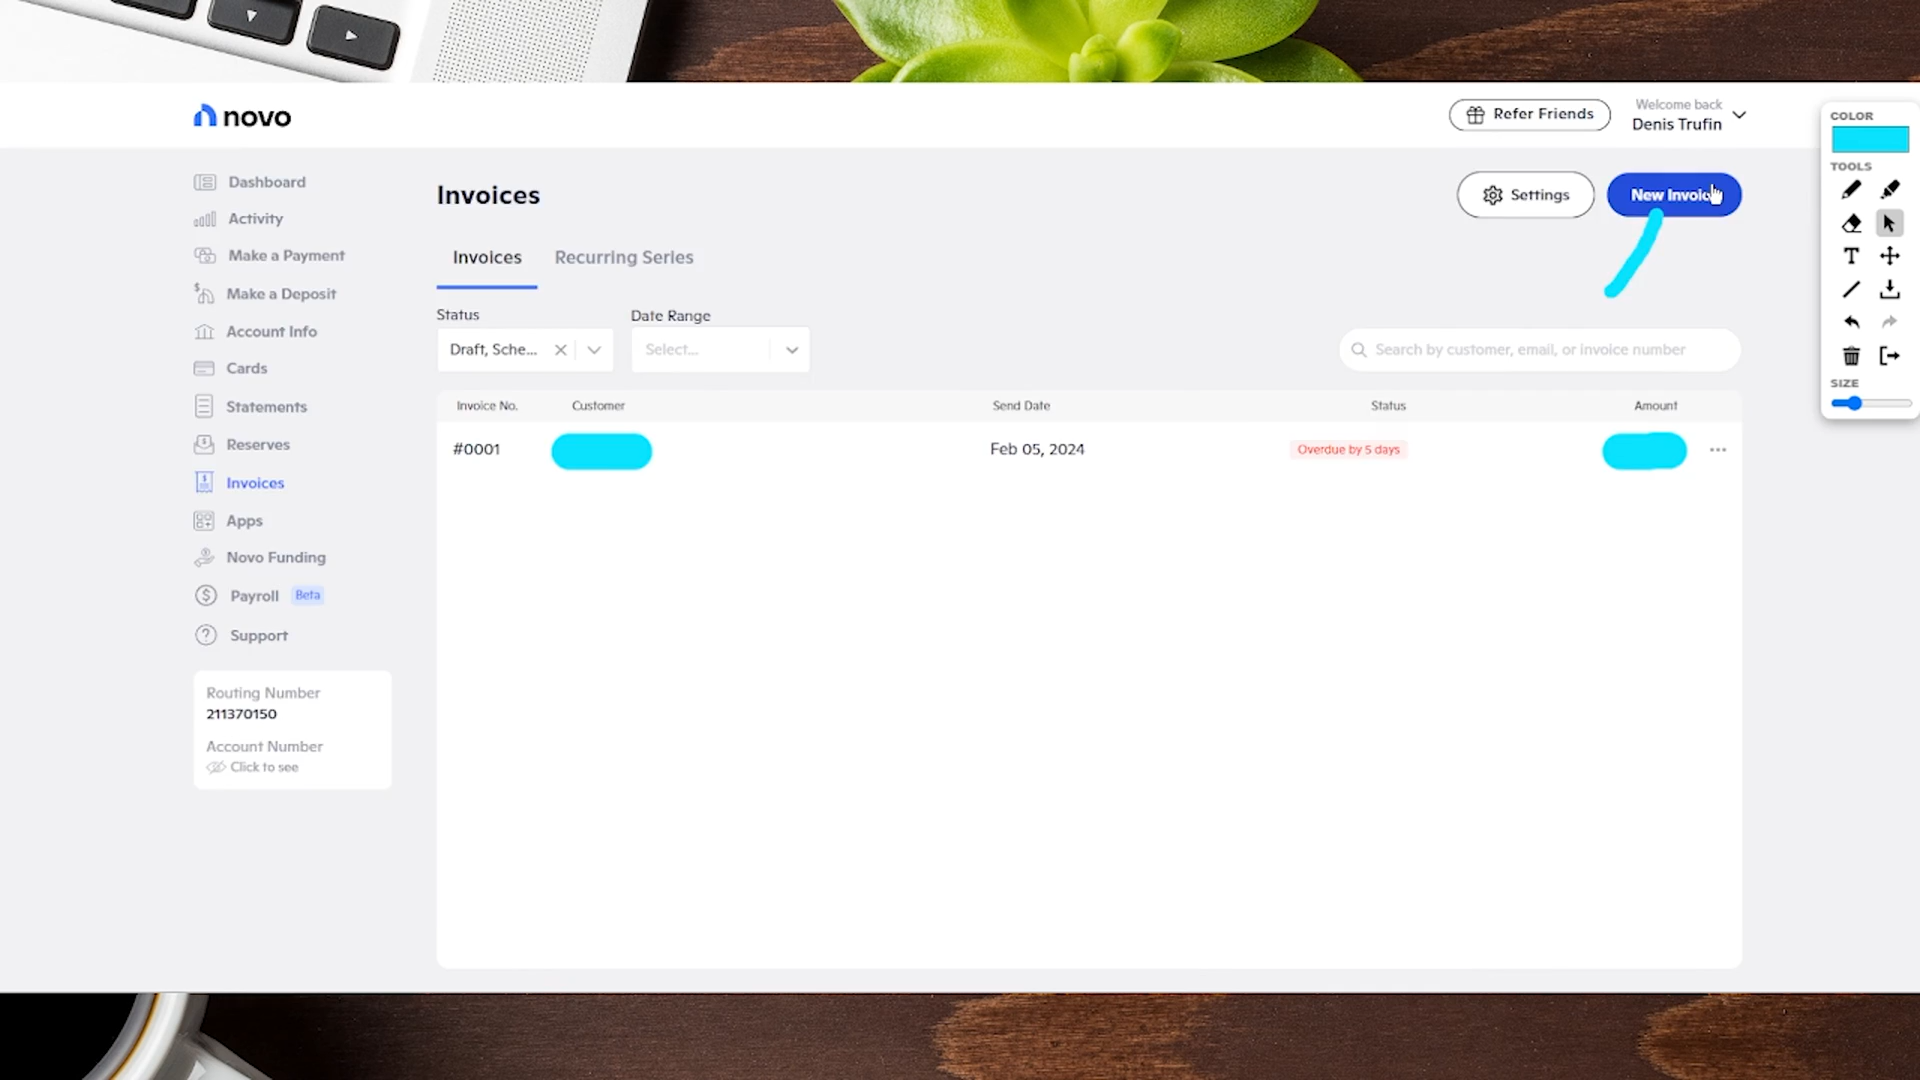 novo
Refer Friends
Welcome back
Denis Trufin
COLOR
TOOLS
SIZE
Dashboard
Activity
Make a Payment
Make a Deposit
Account Info
Cards
Statements
Reserves
Invoices
Apps
Novo Funding
Payroll Beta
Support
Routing Number
211370150
Account Number
Click to see
Invoices
Settings
New Invoic
Invoices
Recurring Series
Status
Date Range
Draft, Sche...
Select...
Search by customer, email, or invoice number
Invoice No. Customer Send Date Status Amount
#0001 Feb 05, 2024 Overdue by 5 days